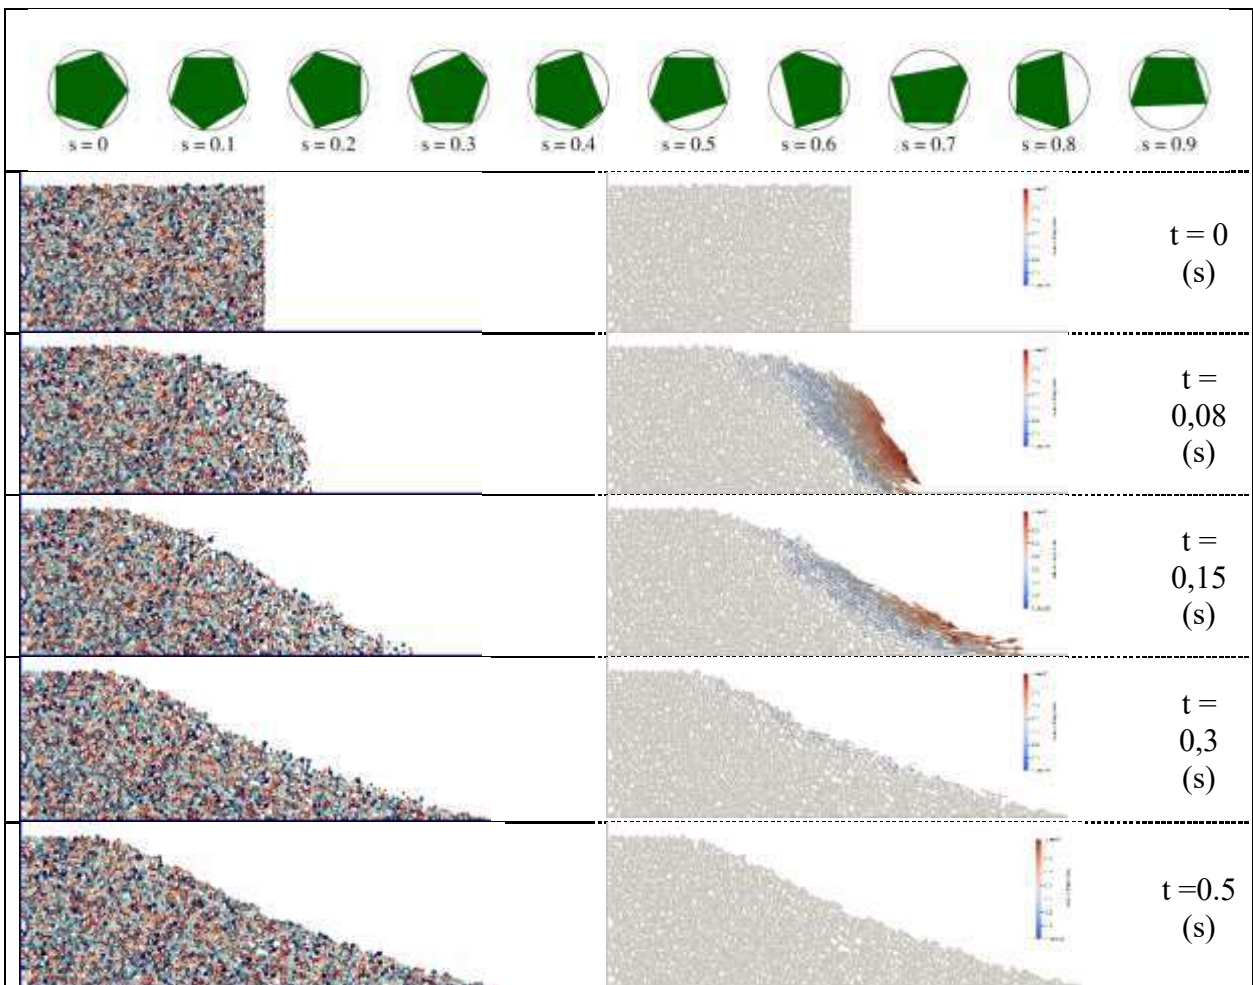 s = 0
s = 0.1
s = 0.2
s = 0.3
s = 0.4
s = 0.5
s = 0.6
s = 0.7
s = 0.8
s = 0.9
t = 0
(s)
t =
0,08
(s)
t =
0,15
(s)
t =
0,3
(s)
t =0.5
(s)